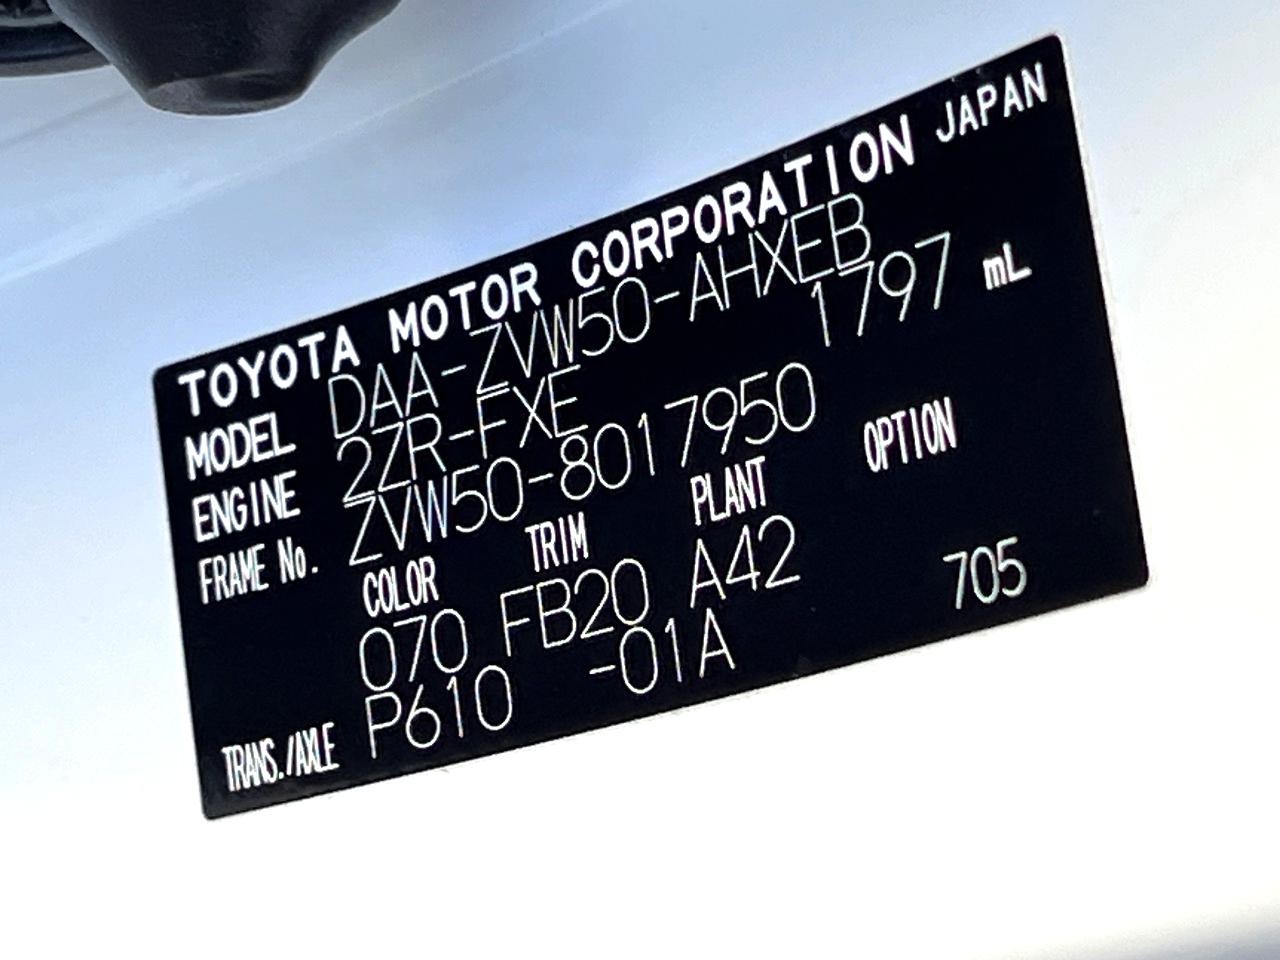 TOYOTA MOTOR CORPORATION JAPAN
MODEL DAA-ZVW50-AHXEB
ENGINE 2ZR-FXE 1797 mL
FRAME No. ZVW50-8017950
COLOR TRIM PLANT OPTION
070 FB20 A42 705
TRANS./AXLE P610 -01A